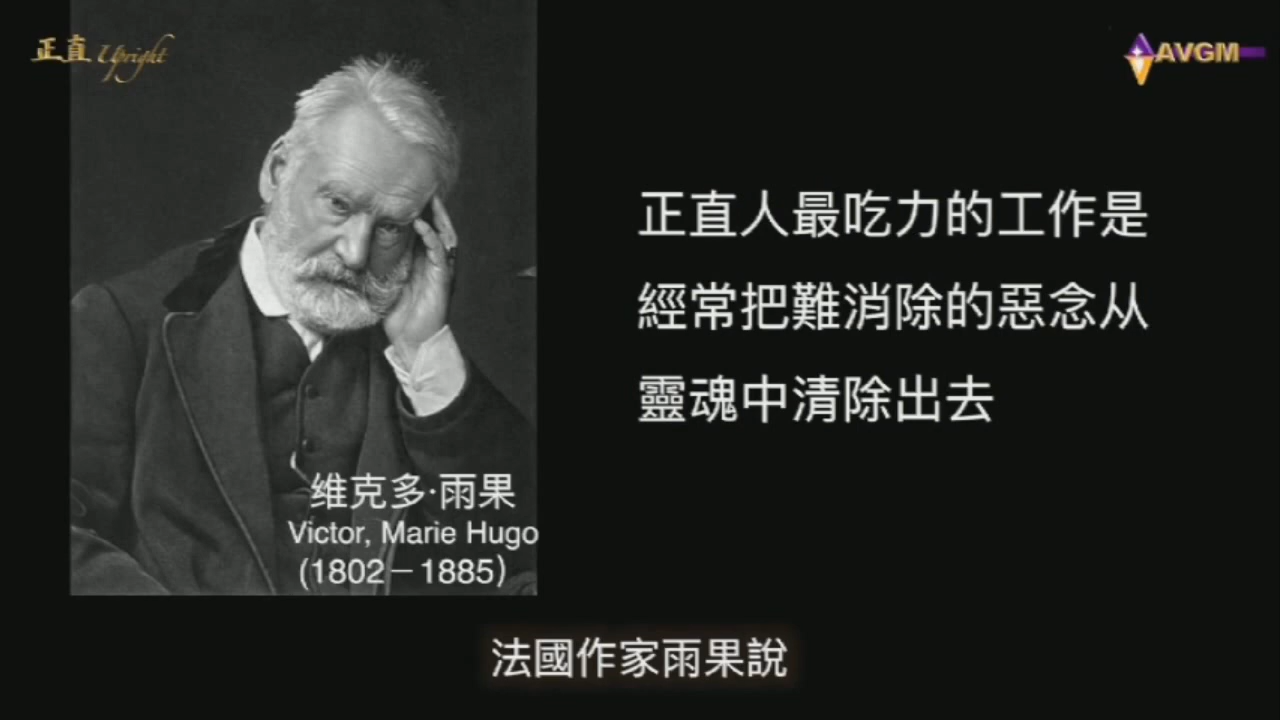 正直 Upright
AVGM
正直人最吃力的工作是
經常把難消除的惡念从
靈魂中清除出去
维克多·雨果
Victor, Marie Hugo
(1802－1885)
法國作家雨果說